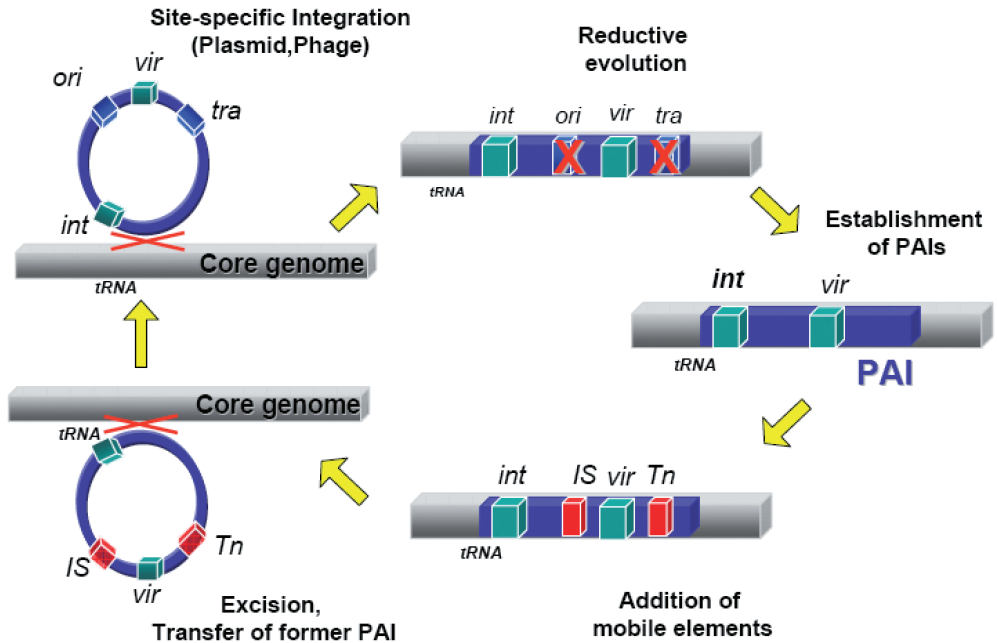 Site-specific Integration
(Plasmid,Phage)
ori
vir
tra
int
Core genome
tRNA
Reductive
evolution
int
ori
vir
tra
X
X
tRNA
Establishment
of PAIs
int
vir
tRNA
PAI
int
IS
vir
Tn
tRNA
Addition of
mobile elements
Core genome
tRNA
IS
vir
Tn
Excision,
Transfer of former PAI